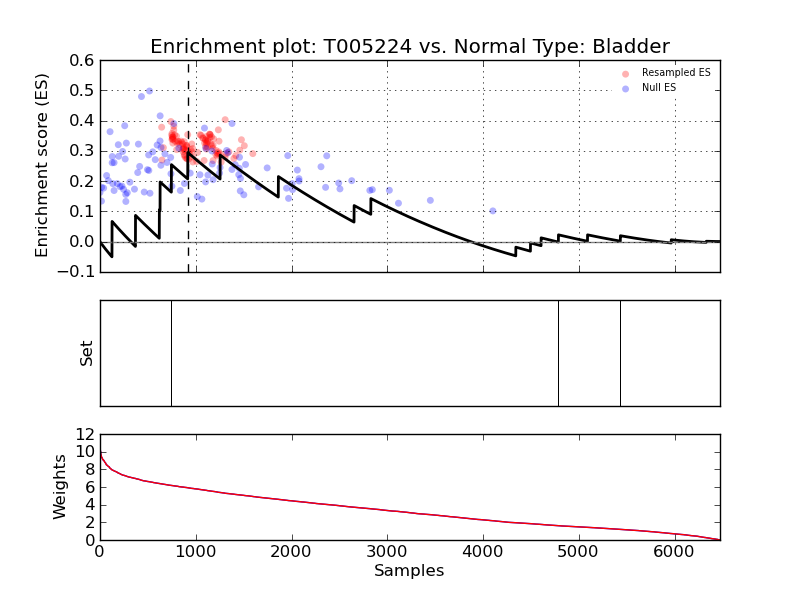 Enrichment plot: T005224 vs. Normal Type: Bladder
Enrichment score (ES)
0.6
0.5
0.4
0.3
0.2
0.1
0.0
−0.1
Resampled ES
Null ES
Set
Weights
12
10
8
6
4
2
0
0 1000 2000 3000 4000 5000 6000
Samples